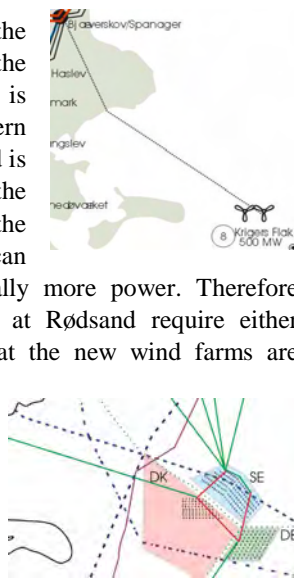 the
the
is
ern
d is
the
the
can
Bjæverskov/Spanager
Haslev
mark
ngslev
nedsværket
8 Krigers Flak
500 MW
ally more power. Therefore
at Rødsand require either
at the new wind farms are
DK
SE
DE